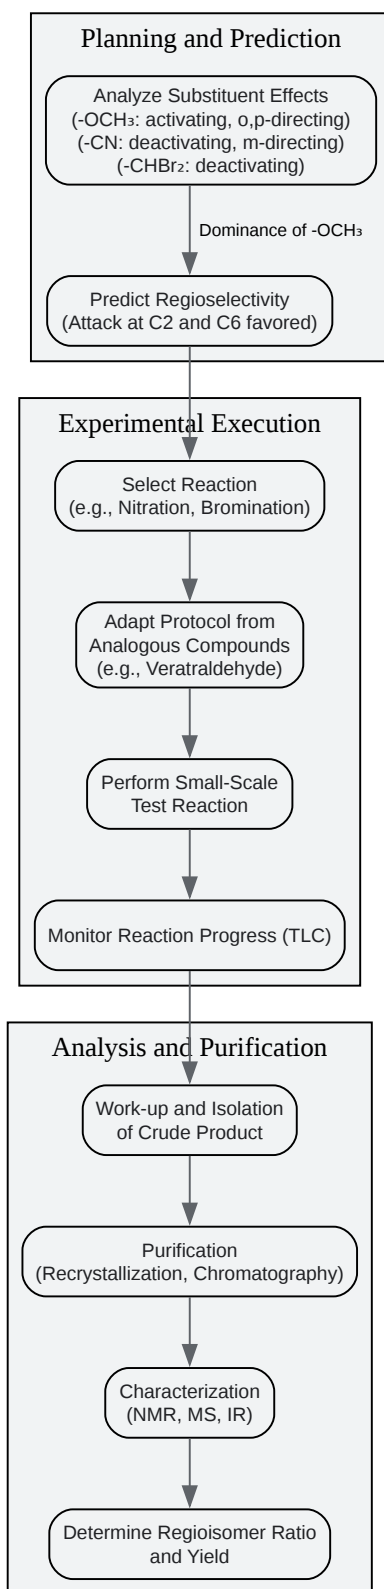 Planning and Prediction
Analyze Substituent Effects
(-OCH₃: activating, o,p-directing)
(-CN: deactivating, m-directing)
(-CHBr₂: deactivating)
Dominance of -OCH₃
Predict Regioselectivity
(Attack at C2 and C6 favored)
Experimental Execution
Select Reaction
(e.g., Nitration, Bromination)
Adapt Protocol from
Analogous Compounds
(e.g., Veratraldehyde)
Perform Small-Scale
Test Reaction
Monitor Reaction Progress (TLC)
Analysis and Purification
Work-up and Isolation
of Crude Product
Purification
(Recrystallization, Chromatography)
Characterization
(NMR, MS, IR)
Determine Regioisomer Ratio
and Yield